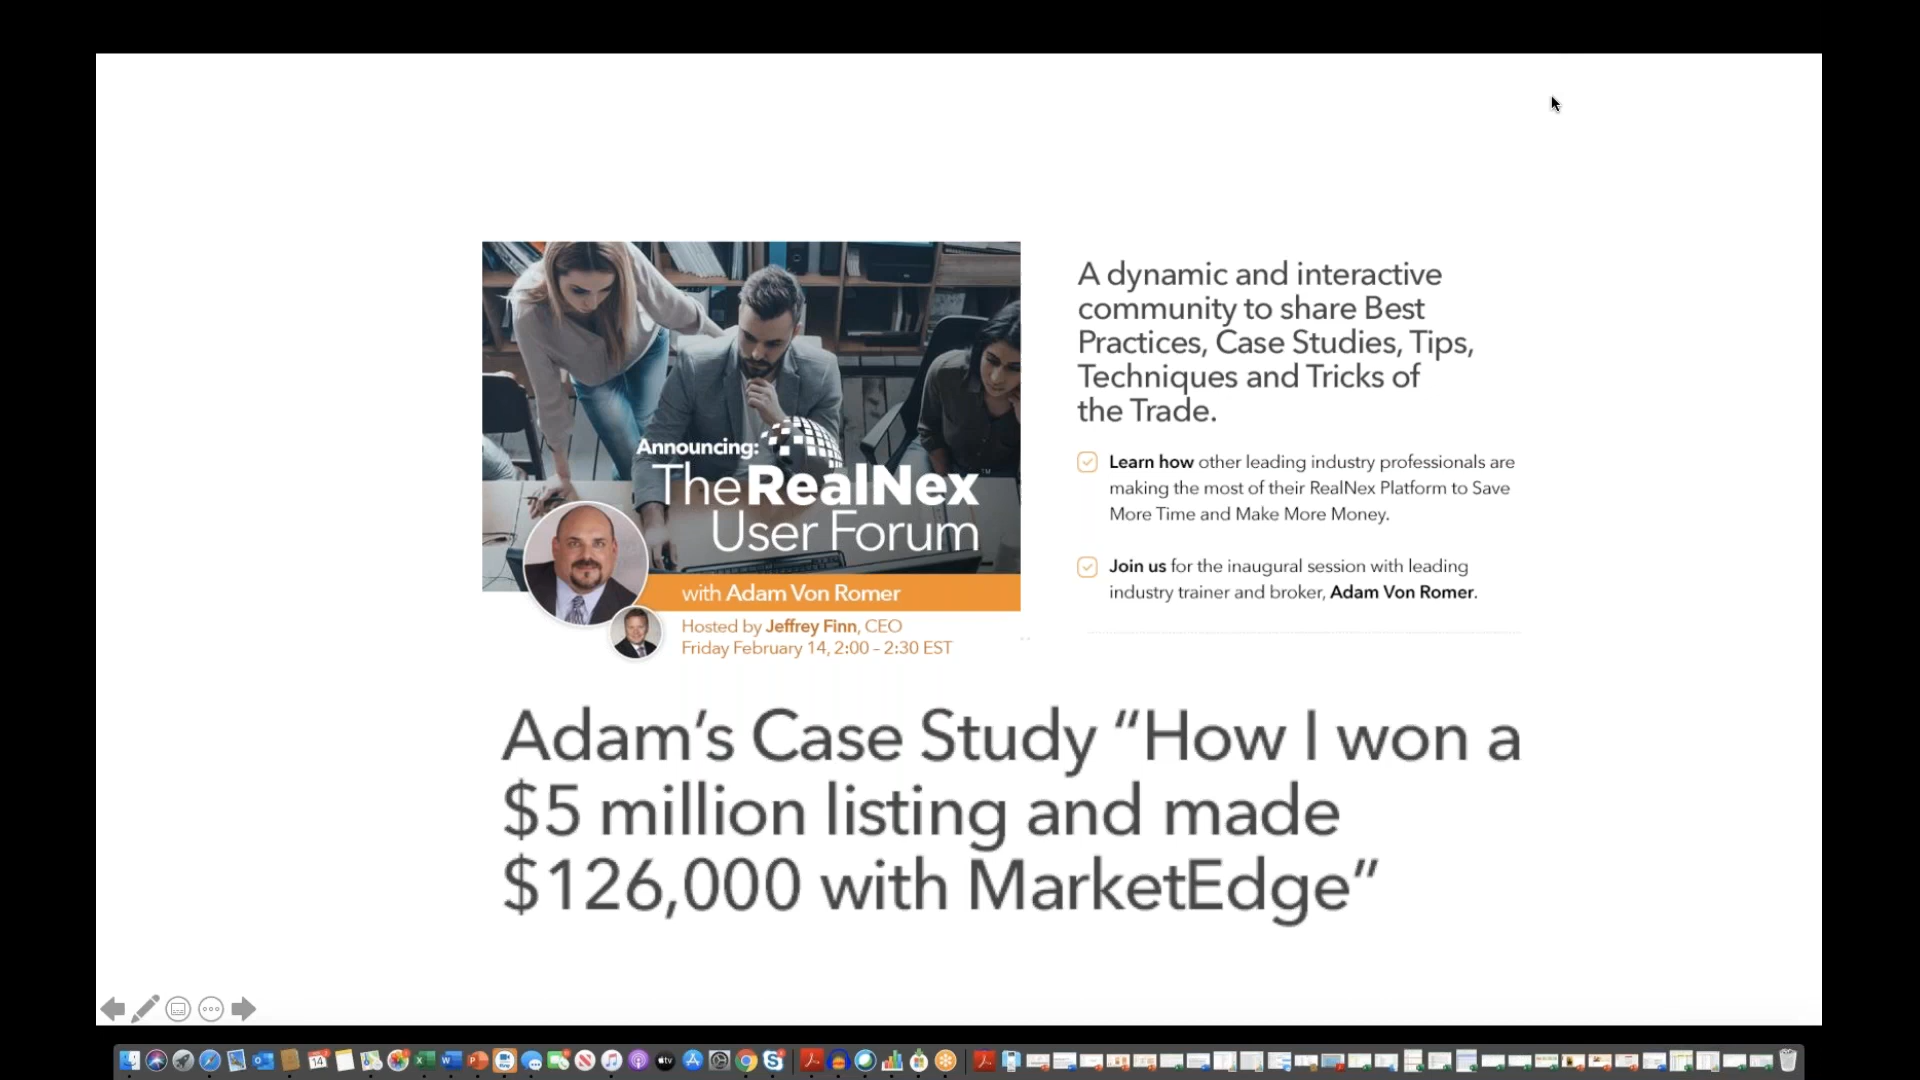 Announcing:
The RealNex™
User Forum
with Adam Von Romer
Hosted by Jeffrey Finn, CEO
Friday February 14, 2:00 - 2:30 EST
A dynamic and interactive
community to share Best
Practices, Case Studies, Tips,
Techniques and Tricks of
the Trade.
Learn how other leading industry professionals are
making the most of their RealNex Platform to Save
More Time and Make More Money.
Join us for the inaugural session with leading
industry trainer and broker, Adam Von Romer.
Adam’s Case Study “How I won a
$5 million listing and made
$126,000 with MarketEdge”
14